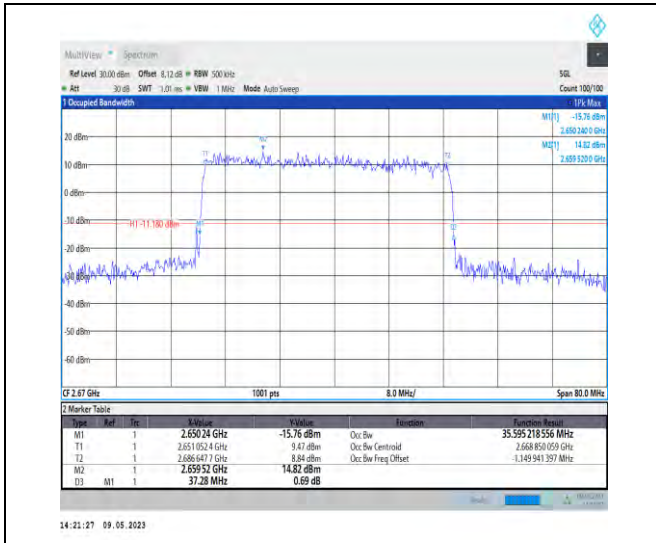 MultiView Spectrum
Ref Level 30.00 dBm Offset 8.12 dB RBW 500 kHz SGL
Att 30 dB SWT 1.01 ms VBW 1 MHz Mode Auto Sweep Count 100/100
1 Occupied Bandwidth 1Pk Max
M1[1] -15.76 dBm
2.650 240 0 GHz
M2[1] 14.82 dBm
2.659 520 0 GHz
20 dBm
M2
T1
T2
10 dBm
0 dBm
-10 dBm
H1 -11.180 dBm
-20 dBm
-30 dBm
-40 dBm
-50 dBm
-60 dBm
CF 2.67 GHz 1001 pts 8.0 MHz/ Span 80.0 MHz
2 Marker Table
Type Ref Trc X-Value Y-Value Function Function Result
M1 1 2.650 24 GHz -15.76 dBm Occ Bw 35.595 218 556 MHz
T1 1 2.651 052 4 GHz 9.47 dBm Occ Bw Centroid 2.668 850 059 GHz
T2 1 2.686 647 7 GHz 8.84 dBm Occ Bw Freq Offset -1.149 941 397 MHz
M2 1 2.659 52 GHz 14.82 dBm
D3 M1 1 37.28 MHz 0.69 dB
14:21:27 09.05.2023